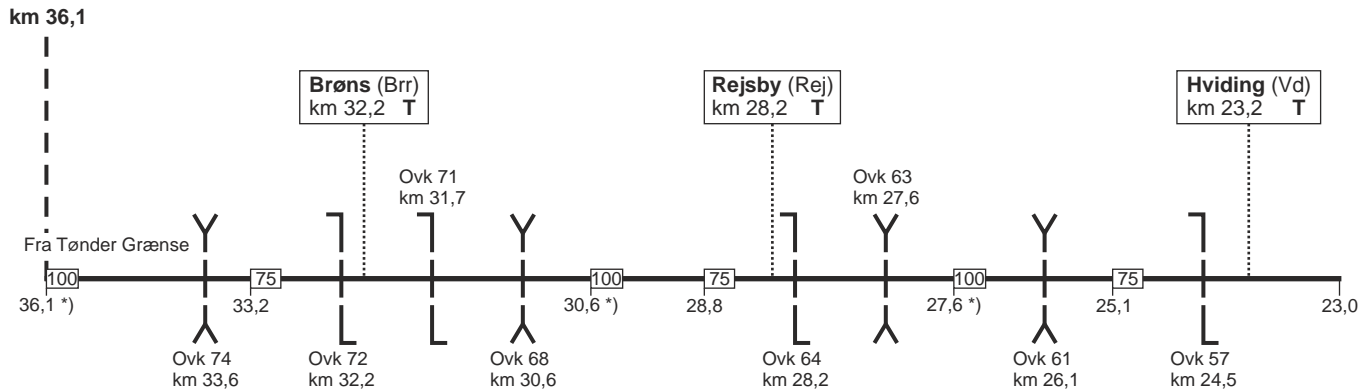 km 36,1
Brøns (Brr)
km 32,2 T
Rejsby (Rej)
km 28,2 T
Hviding (Vd)
km 23,2 T
Ovk 71
km 31,7
Ovk 63
km 27,6
Fra Tønder Grænse
100
75
100
75
100
75
36,1 *)
33,2
30,6 *)
28,8
27,6 *)
25,1
23,0
Ovk 74
km 33,6
Ovk 72
km 32,2
Ovk 68
km 30,6
Ovk 64
km 28,2
Ovk 61
km 26,1
Ovk 57
km 24,5